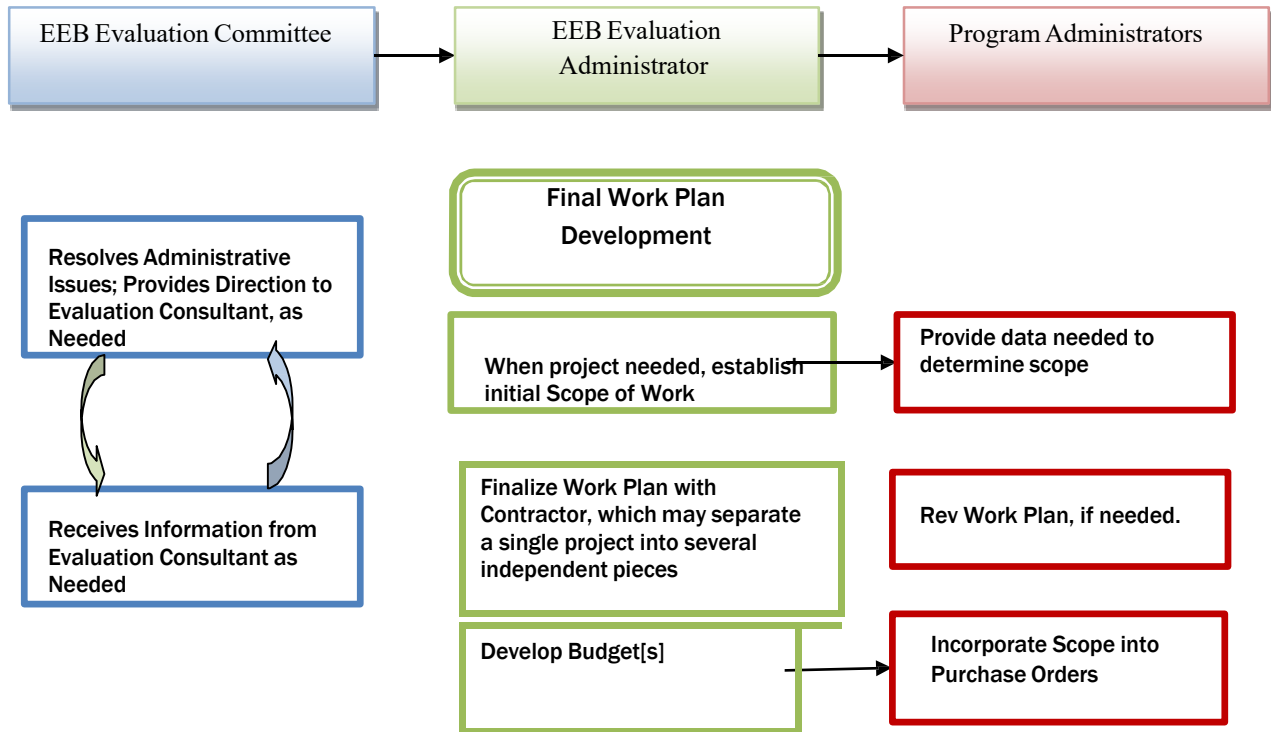 EEB Evaluation Committee
EEB Evaluation
Administrator
Program Administrators
Final Work Plan
Development
Resolves Administrative
Issues; Provides Direction to
Evaluation Consultant, as
Needed
When project needed, establish
initial Scope of Work
Provide data needed to
determine scope
Receives Information from
Evaluation Consultant as
Needed
Finalize Work Plan with
Contractor, which may separate
a single project into several
independent pieces
Rev Work Plan, if needed.
Develop Budget[s]
Incorporate Scope into
Purchase Orders